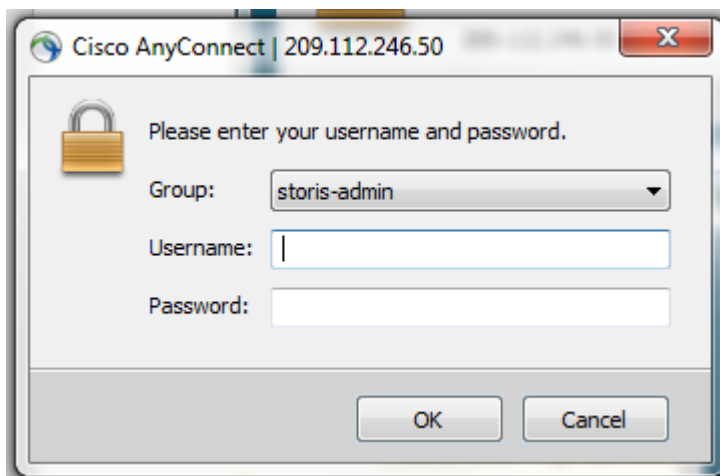 Cisco AnyConnect | 209.112.246.50
Please enter your username and password.
Group: storis-admin
Username:
Password:
OK Cancel